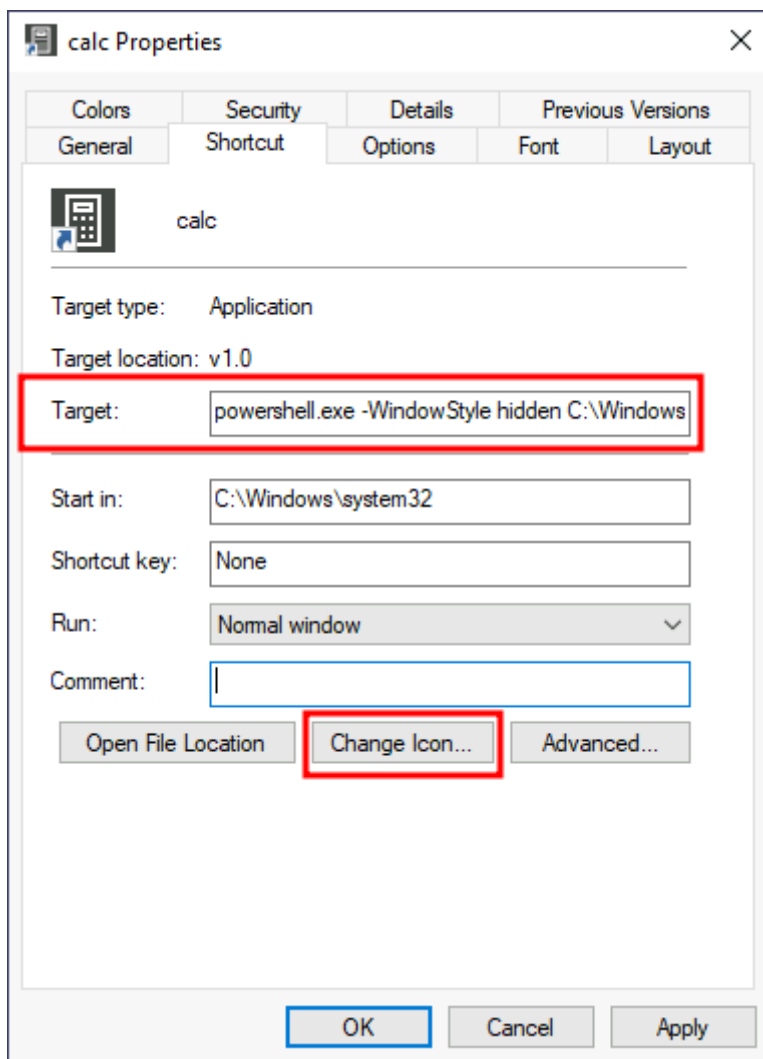 calc Properties
Colors Security Details Previous Versions
General Shortcut Options Font Layout
calc
Target type: Application
Target location: v1.0
Target: powershell.exe -WindowStyle hidden C:\Windows
Start in: C:\Windows\system32
Shortcut key: None
Run: Normal window
Comment:
Open File Location Change Icon... Advanced...
OK Cancel Apply